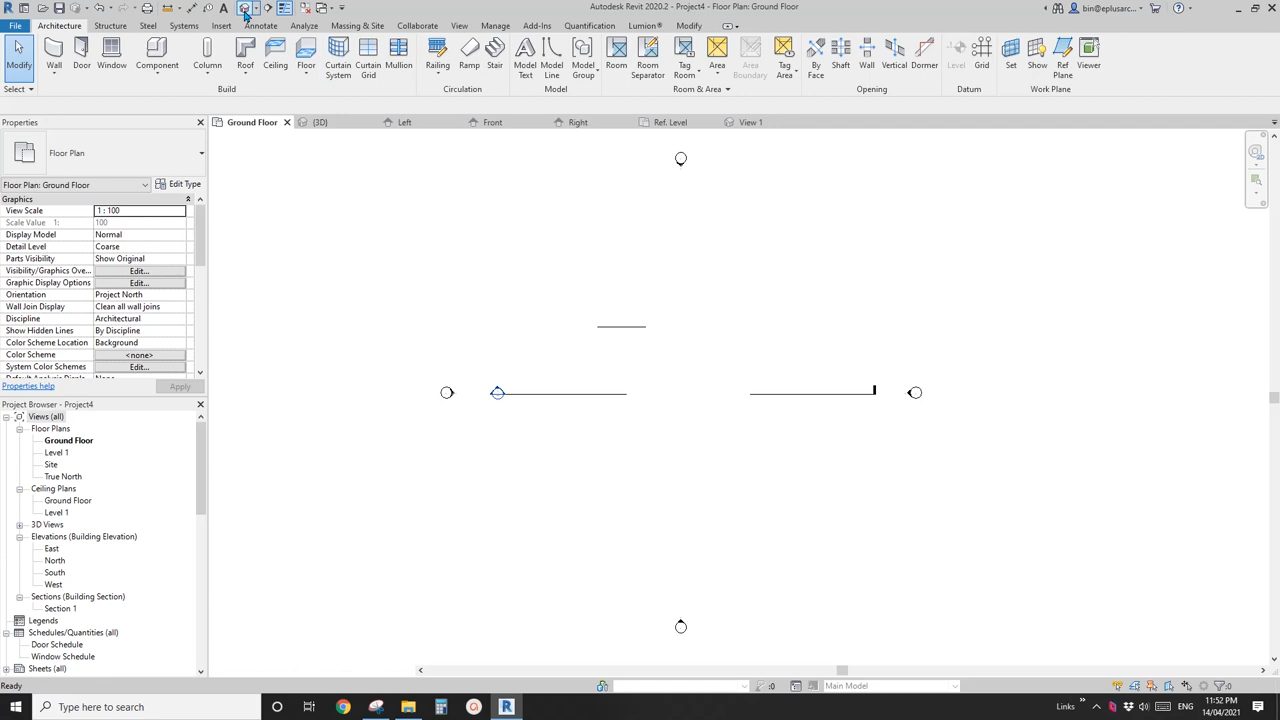 Autodesk Revit 2020.2 - Project4 - Floor Plan: Ground Floor
bin@eplusarc...
File Architecture Structure Steel Systems Insert Annotate Analyze Massing & Site Collaborate View Manage Add-Ins Quantification Lumion® Modify
Modify Wall Door Window Component Column Roof Ceiling Floor Curtain System Curtain Grid Mullion Railing Ramp Stair Model Text Model Line Model Group Room Room Separator Tag Room Area Area Boundary Tag Area By Face Shaft Wall Vertical Dormer Level Grid Set Show Ref Plane Viewer
Select Build Circulation Model Room & Area Opening Datum Work Plane
Properties
Ground Floor (3D) Left Front Right Ref. Level View 1
Floor Plan
Floor Plan: Ground Floor Edit Type
Graphics
View Scale 1 : 100
Scale Value 1: 100
Display Model Normal
Detail Level Coarse
Parts Visibility Show Original
Visibility/Graphics Ove... Edit...
Graphic Display Options Edit...
Orientation Project North
Wall Join Display Clean all wall joins
Discipline Architectural
Show Hidden Lines By Discipline
Color Scheme Location Background
Color Scheme <none>
System Color Schemes Edit...
Default Analysis Displ... None
Properties help Apply
Project Browser - Project4
Views (all)
Floor Plans
Ground Floor
Level 1
Site
True North
Ceiling Plans
Ground Floor
Level 1
3D Views
Elevations (Building Elevation)
East
North
South
West
Sections (Building Section)
Section 1
Legends
Schedules/Quantities (all)
Door Schedule
Window Schedule
Sheets (all)
Ready :0 Main Model :0
Type here to search
Links
ENG
11:52 PM
14/04/2021